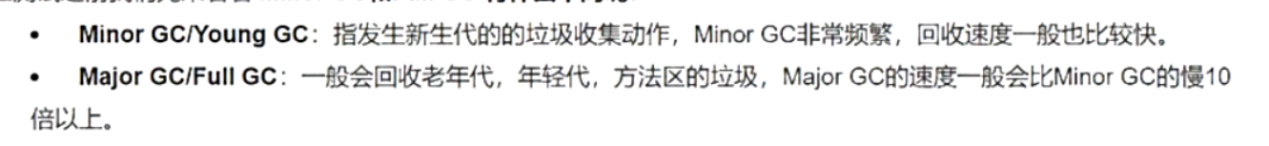 • Minor GC/Young GC：指发生新生代的的垃圾收集动作，Minor GC非常频繁，回收速度一般也比较快。
• Major GC/Full GC：一般会回收老年代，年轻代，方法区的垃圾，Major GC的速度一般会比Minor GC的慢10
倍以上。